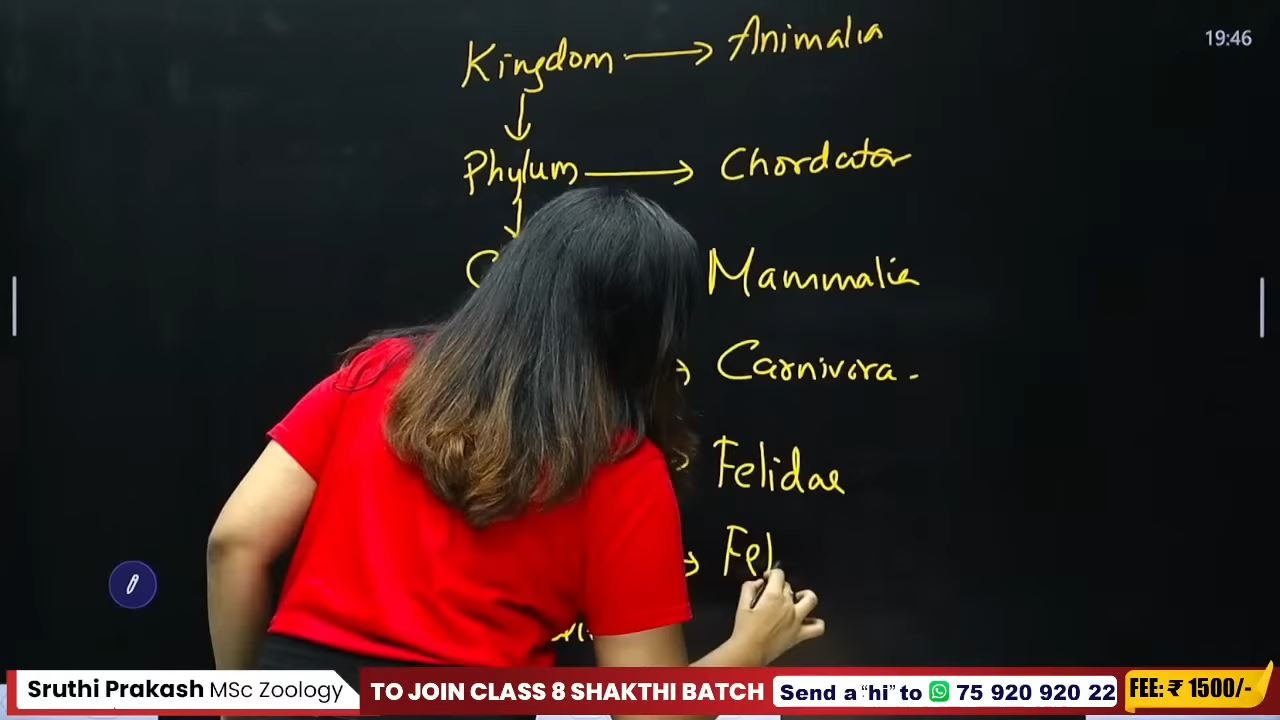 19:46
Kingdom → Animalia
Phylum → Chordata
Mammalia
Carnivora.
Felidae
Fel
Sruthi Prakash MSc Zoology
TO JOIN CLASS 8 SHAKTHI BATCH
Send a “hi” to 75 920 920 22
FEE: ₹ 1500/-